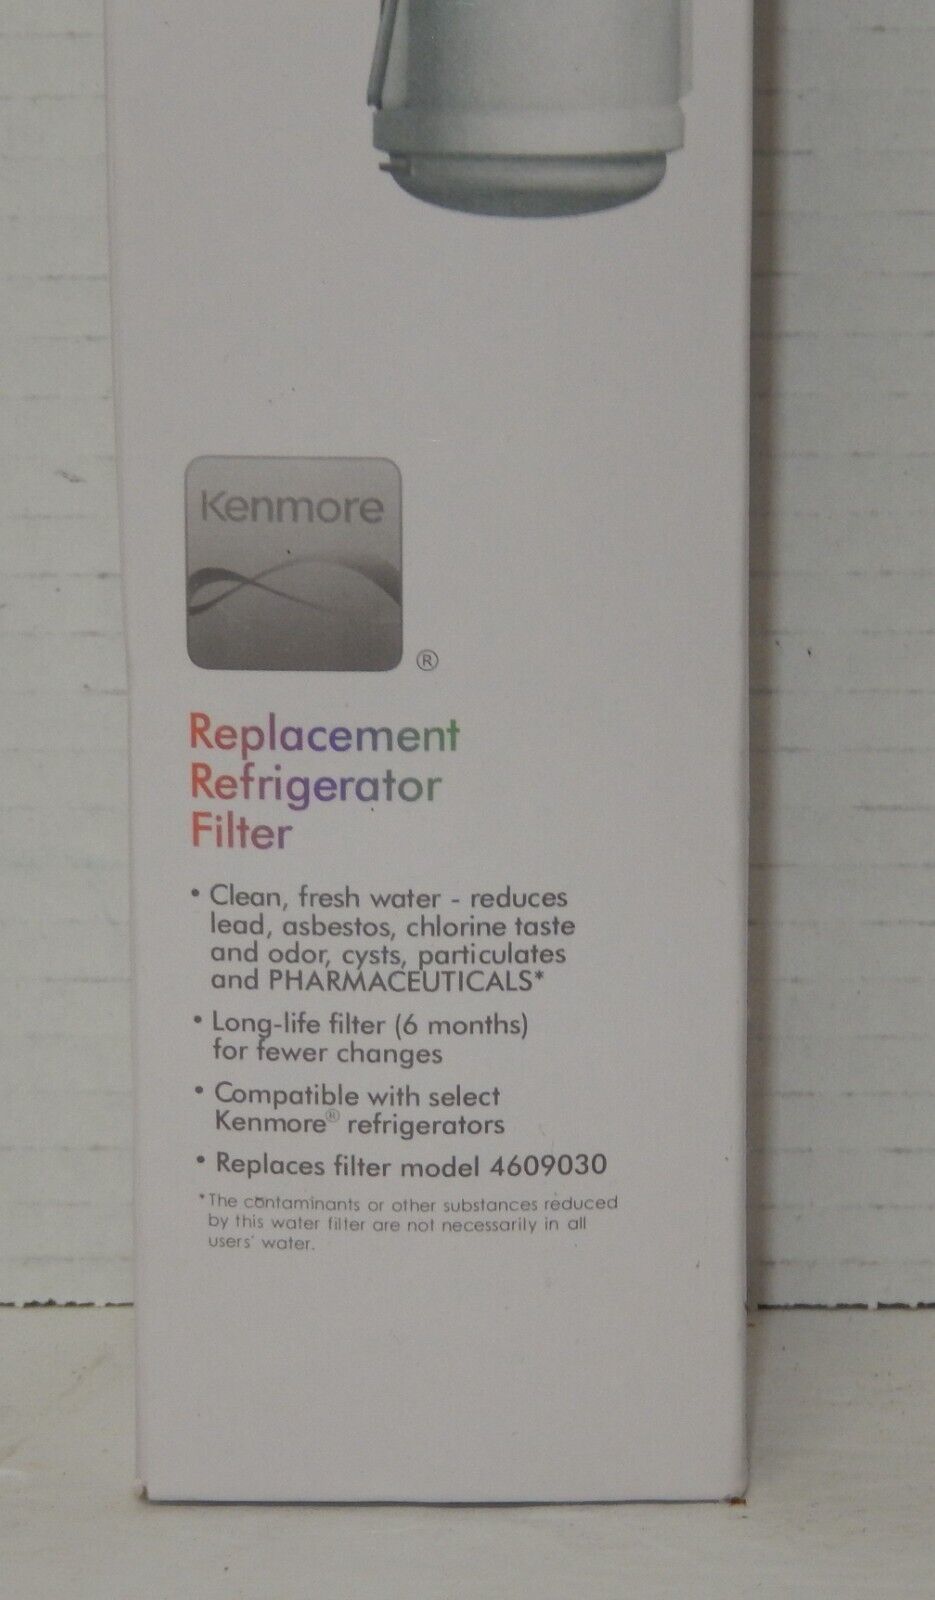 Kenmore
®
Replacement
Refrigerator
Filter
• Clean, fresh water - reduces
lead, asbestos, chlorine taste
and odor, cysts, particulates
and PHARMACEUTICALS*
• Long-life filter (6 months)
for fewer changes
• Compatible with select
Kenmore® refrigerators
• Replaces filter model 4609030
*The contaminants or other substances reduced
by this water filter are not necessarily in all
users' water.